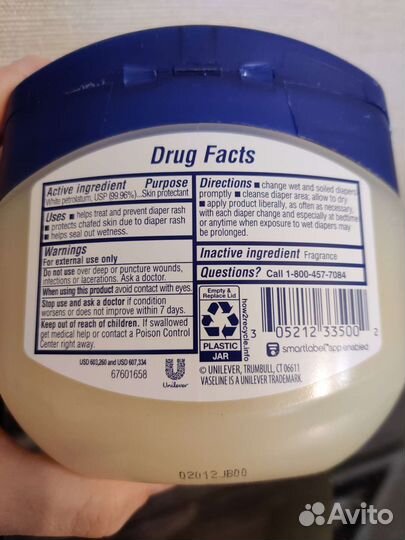 Drug Facts
Active ingredient Purpose
White petrolatum, USP (99.96%)...Skin protectant
Uses ■ helps treat and prevent diaper rash
■ protects chafed skin due to diaper rash
■ helps seal out wetness.
Warnings
For external use only
Do not use over deep or puncture wounds,
infections or lacerations. Ask a doctor.
When using this product avoid contact with eyes.
Stop use and ask a doctor if condition
worsens or does not improve within 7 days.
Keep out of reach of children. If swallowed
get medical help or contact a Poison Control
Center right away.
USD 603,260 and USD 607,334
67601658
Unilever
Directions ■ change wet and soiled diapers
promptly ■ cleanse diaper area; allow to dry
■ apply product liberally, as often as necessary,
with each diaper change and especially at bedtime
or anytime when exposure to wet diapers may
be prolonged.
Inactive ingredient Fragrance
Questions? Call 1-800-457-7084
Empty &
Replace Lid
PLASTIC
JAR
how2recycle.info
3 05212 33500 2
smartlabel™ app enabled
© UNILEVER, TRUMBULL, CT 06611
VASELINE IS A UNILEVER TRADEMARK.
02012JB00
Avito